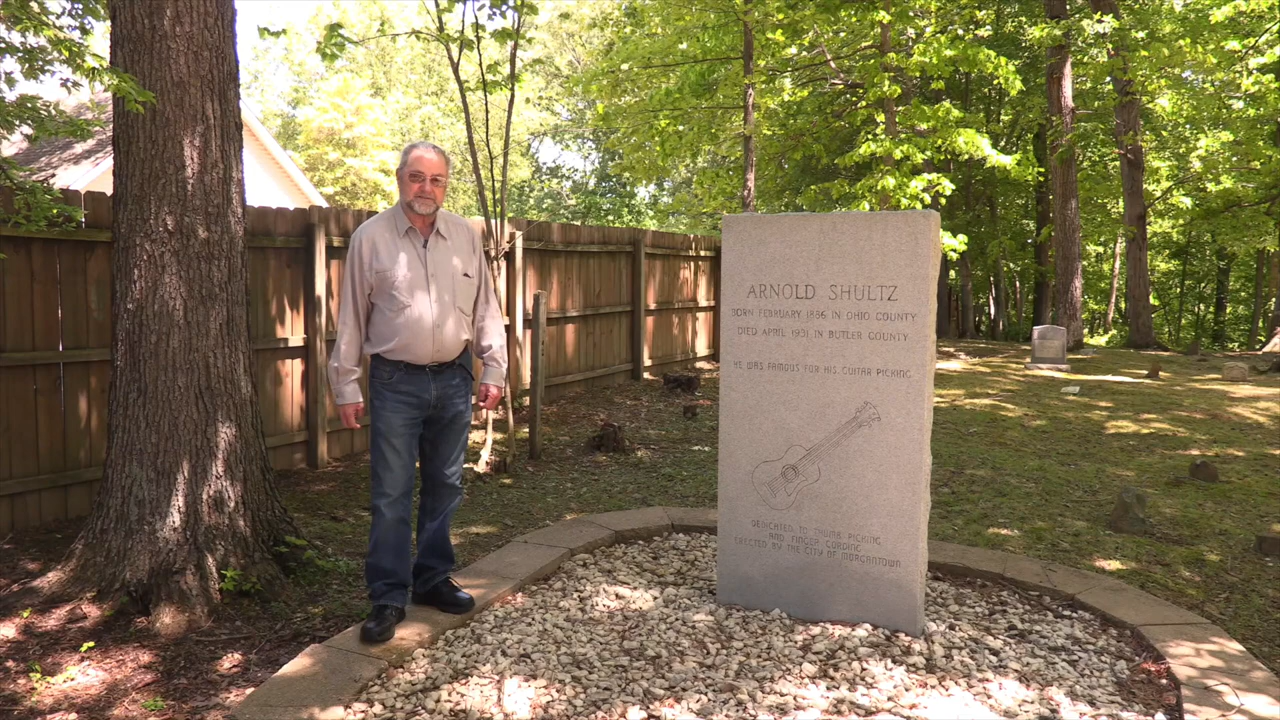 ARNOLD SHULTZ
BORN FEBRUARY 1886 IN OHIO COUNTY
DIED APRIL 1931 IN BUTLER COUNTY
HE WAS FAMOUS FOR HIS GUITAR PICKING
DEDICATED TO THUMB PICKING
AND FINGER CORDING
ERECTED BY THE CITY OF MORGANTOWN